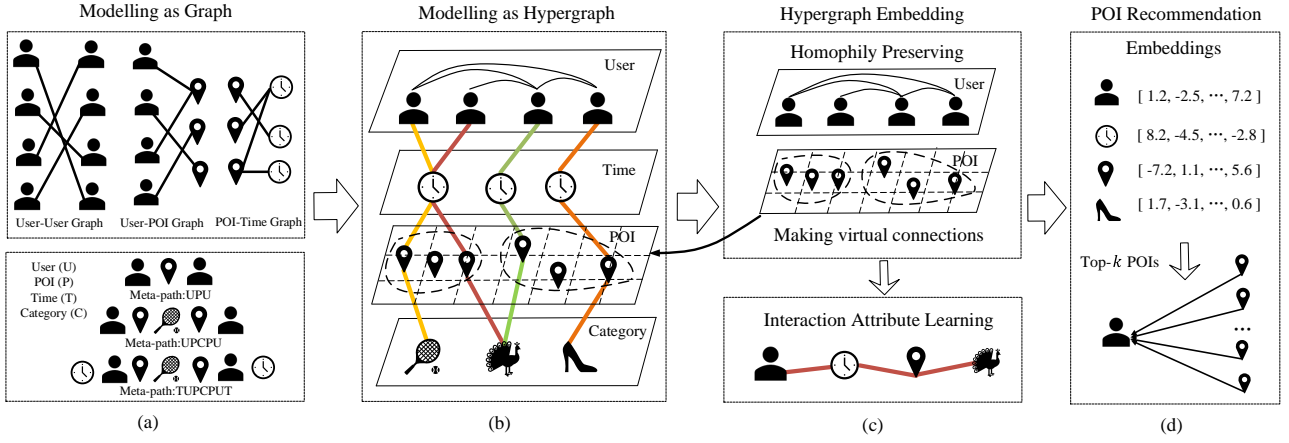 Modelling as Graph
User-User Graph
User-POI Graph
POI-Time Graph
User (U)
POI (P)
Time (T)
Category (C)
Meta-path:UPU
Meta-path:UPCPU
Meta-path:TUPCPUT
(a)
Modelling as Hypergraph
User
Time
POI
Category
(b)
Hypergraph Embedding
Homophily Preserving
User
POI
Making virtual connections
Interaction Attribute Learning
(c)
POI Recommendation
Embeddings
[ 1.2, -2.5, ···, 7.2 ]
[ 8.2, -4.5, ···, -2.8 ]
[ -7.2, 1.1, ···, 5.6 ]
[ 1.7, -3.1, ···, 0.6 ]
Top-k POIs
...
(d)